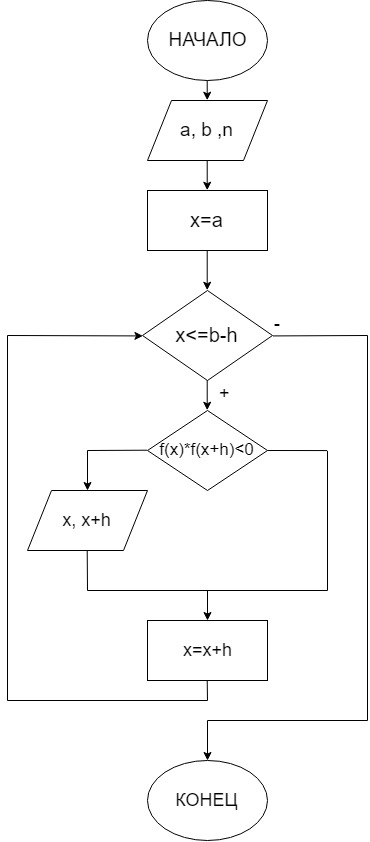 НАЧАЛО
a, b ,n
x=a
x<=b-h
-
+
f(x)*f(x+h)<0
x, x+h
x=x+h
КОНЕЦ